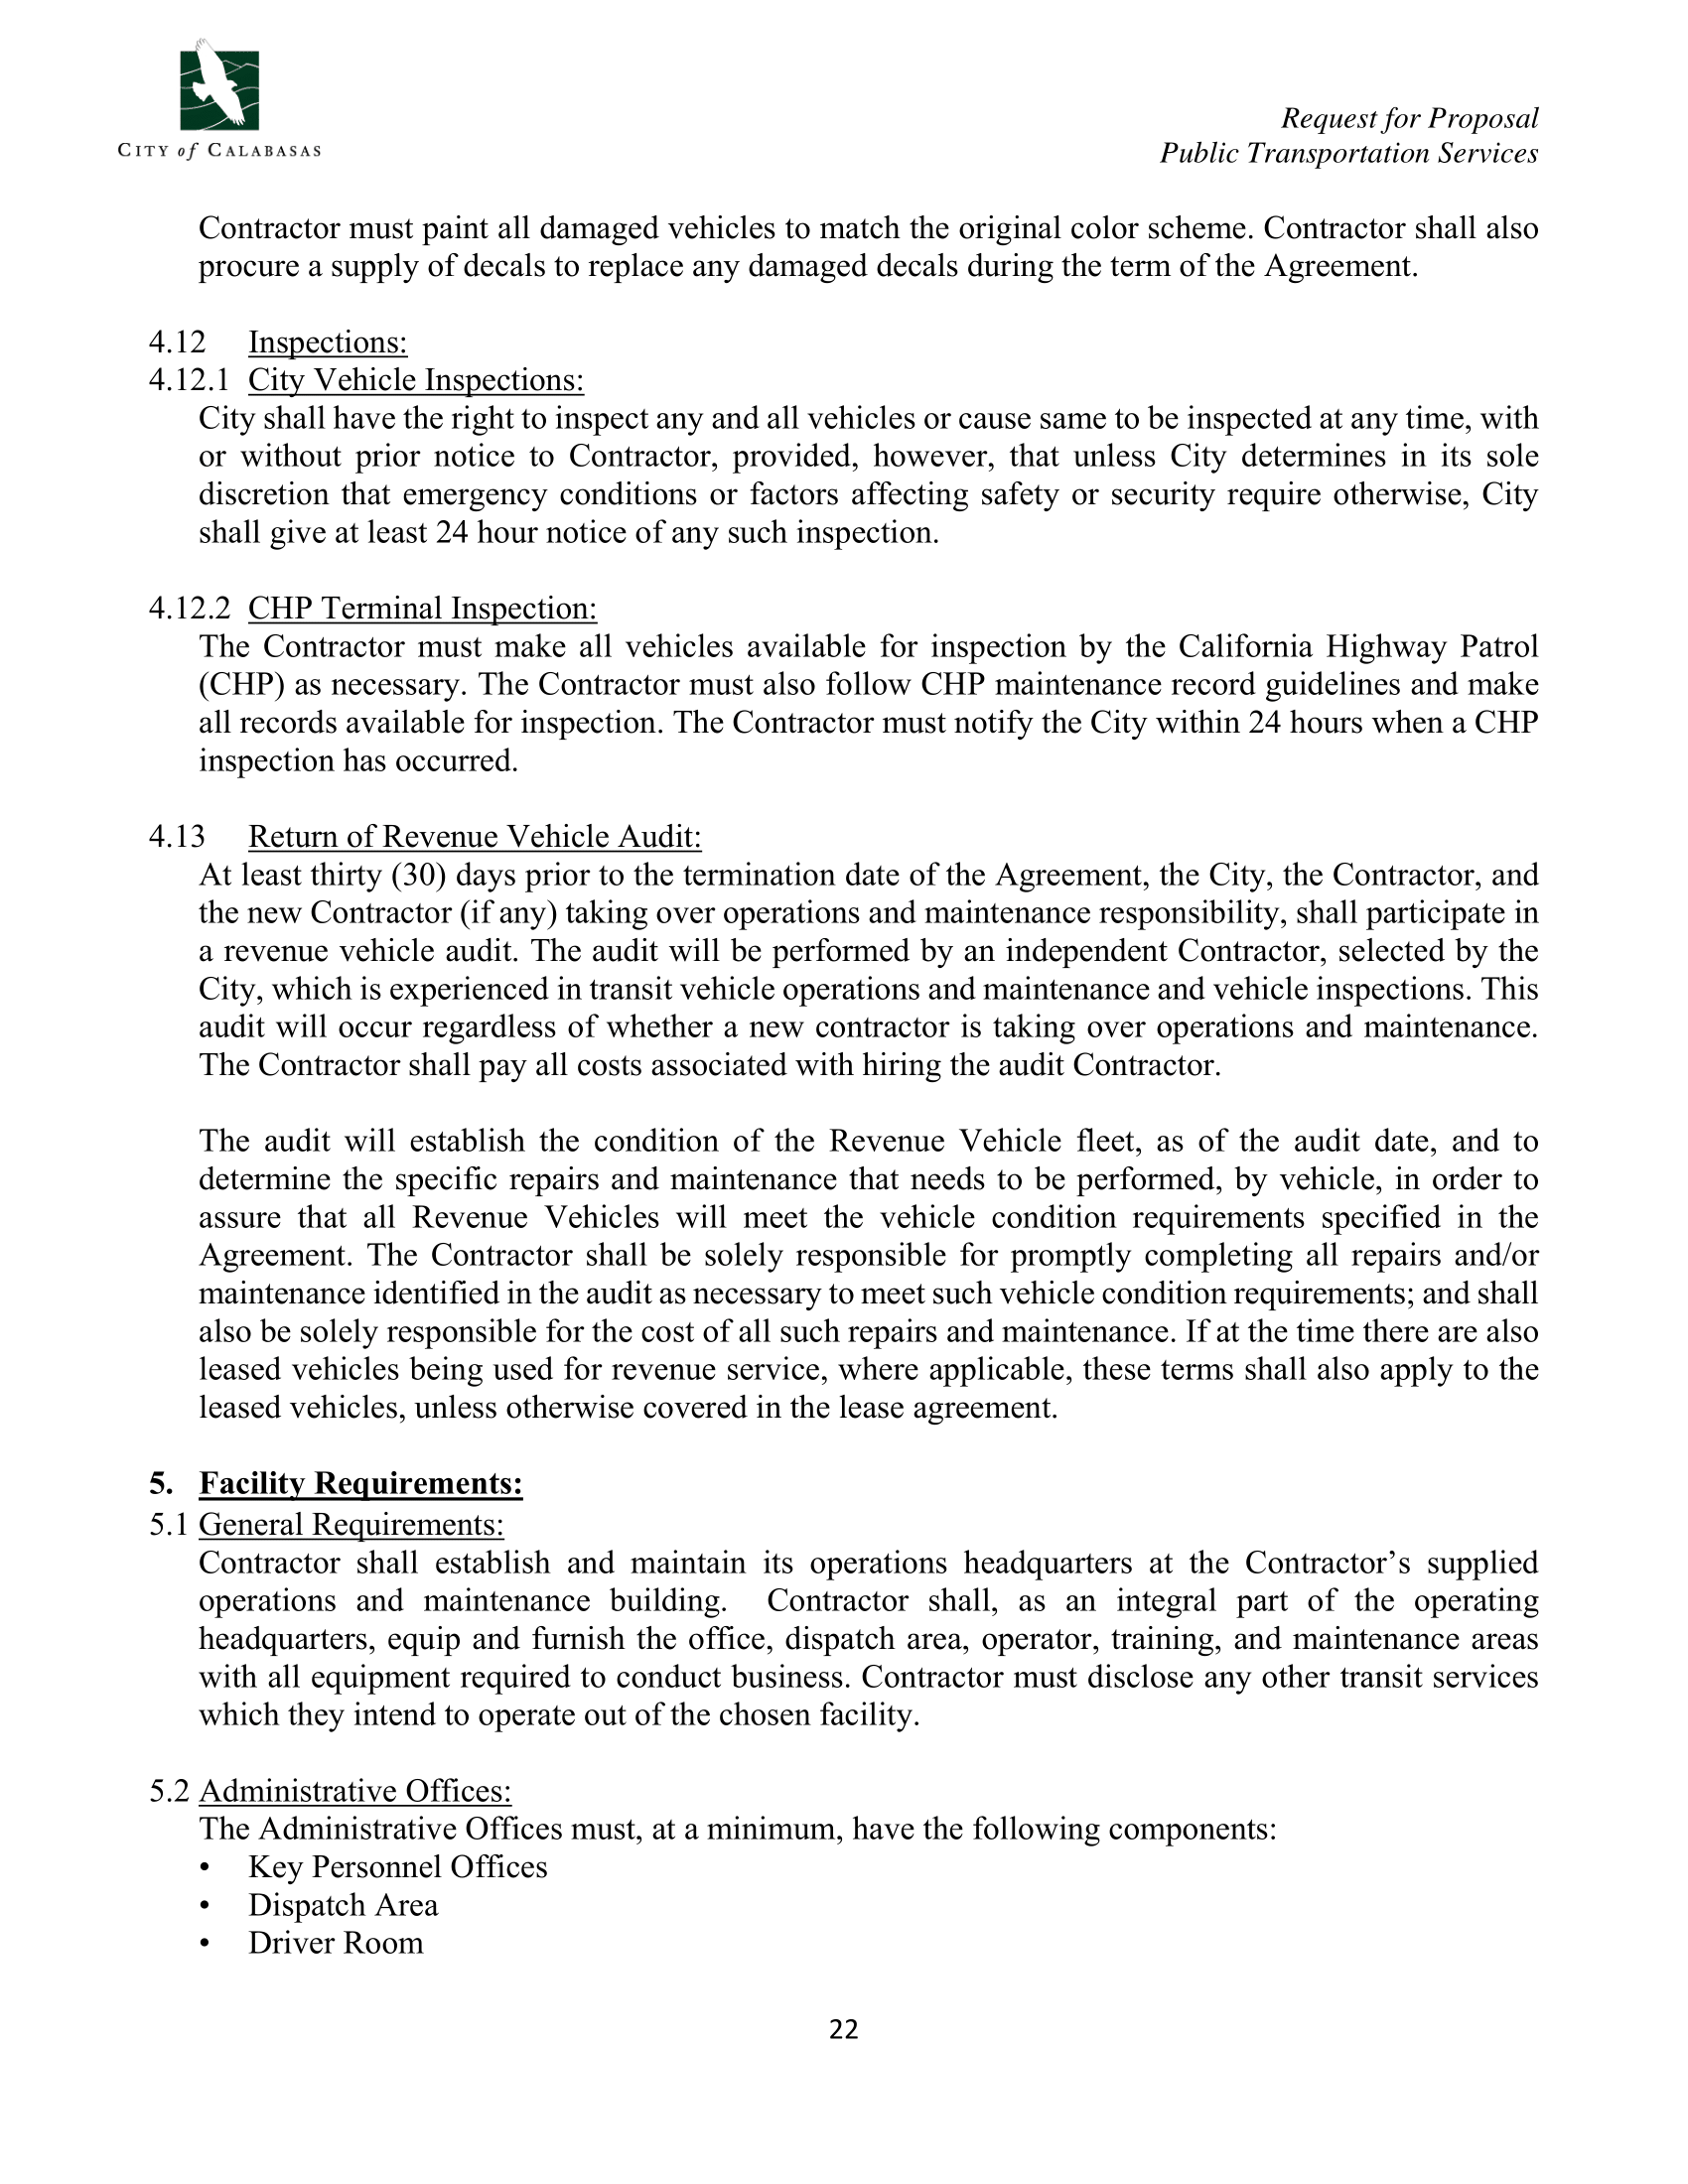 CITY of CALABASAS
Request for Proposal
Public Transportation Services
Contractor must paint all damaged vehicles to match the original color scheme. Contractor shall also
procure a supply of decals to replace any damaged decals during the term of the Agreement.
4.12 Inspections:
4.12.1 City Vehicle Inspections:
City shall have the right to inspect any and all vehicles or cause same to be inspected at any time, with
or without prior notice to Contractor, provided, however, that unless City determines in its sole
discretion that emergency conditions or factors affecting safety or security require otherwise, City
shall give at least 24 hour notice of any such inspection.
4.12.2 CHP Terminal Inspection:
The Contractor must make all vehicles available for inspection by the California Highway Patrol
(CHP) as necessary. The Contractor must also follow CHP maintenance record guidelines and make
all records available for inspection. The Contractor must notify the City within 24 hours when a CHP
inspection has occurred.
4.13 Return of Revenue Vehicle Audit:
At least thirty (30) days prior to the termination date of the Agreement, the City, the Contractor, and
the new Contractor (if any) taking over operations and maintenance responsibility, shall participate in
a revenue vehicle audit. The audit will be performed by an independent Contractor, selected by the
City, which is experienced in transit vehicle operations and maintenance and vehicle inspections. This
audit will occur regardless of whether a new contractor is taking over operations and maintenance.
The Contractor shall pay all costs associated with hiring the audit Contractor.
The audit will establish the condition of the Revenue Vehicle fleet, as of the audit date, and to
determine the specific repairs and maintenance that needs to be performed, by vehicle, in order to
assure that all Revenue Vehicles will meet the vehicle condition requirements specified in the
Agreement. The Contractor shall be solely responsible for promptly completing all repairs and/or
maintenance identified in the audit as necessary to meet such vehicle condition requirements; and shall
also be solely responsible for the cost of all such repairs and maintenance. If at the time there are also
leased vehicles being used for revenue service, where applicable, these terms shall also apply to the
leased vehicles, unless otherwise covered in the lease agreement.
5. Facility Requirements:
5.1 General Requirements:
Contractor shall establish and maintain its operations headquarters at the Contractor’s supplied
operations and maintenance building. Contractor shall, as an integral part of the operating
headquarters, equip and furnish the office, dispatch area, operator, training, and maintenance areas
with all equipment required to conduct business. Contractor must disclose any other transit services
which they intend to operate out of the chosen facility.
5.2 Administrative Offices:
The Administrative Offices must, at a minimum, have the following components:
• Key Personnel Offices
• Dispatch Area
• Driver Room
22